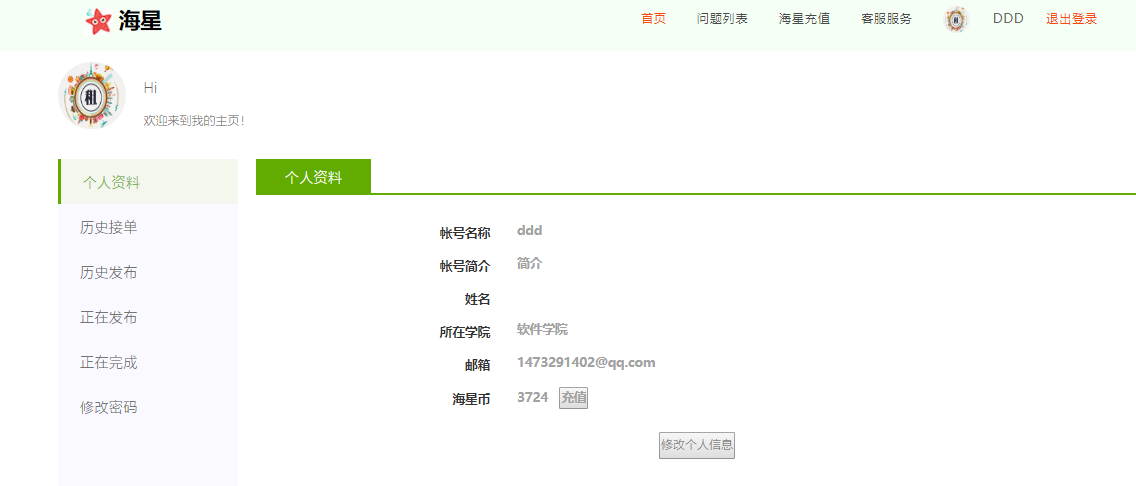 海星 首页 问题列表 海星充值 客服服务 DDD 退出登录
租
Hi
欢迎来到我的主页！
个人资料
历史接单
历史发布
正在发布
正在完成
修改密码
个人资料
帐号名称 ddd
帐号简介 简介
姓名
所在学院 软件学院
邮箱 1473291402@qq.com
海星币 3724 充值
修改个人信息